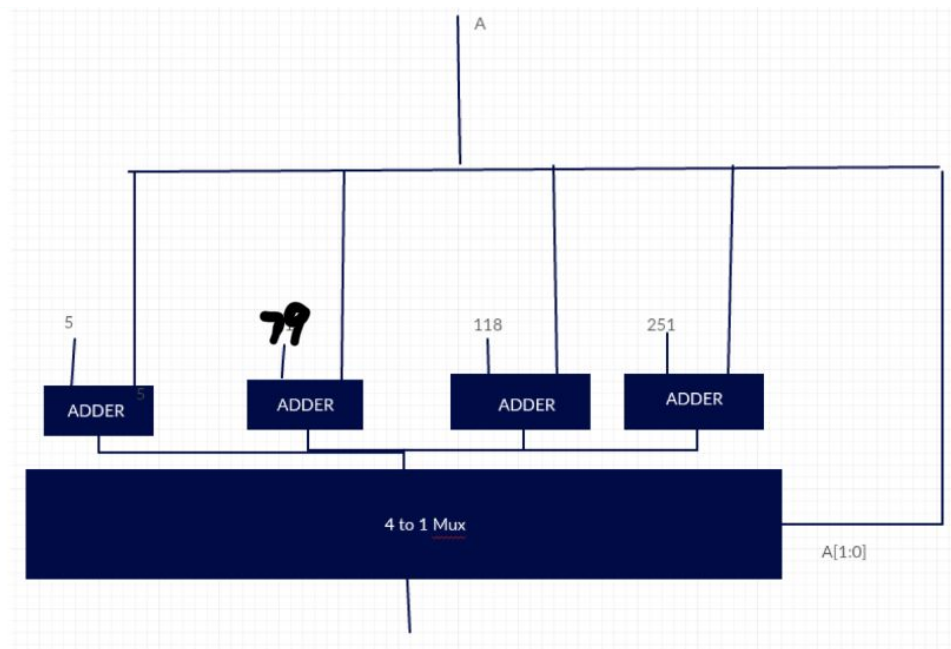 A
5
79
118
251
5
ADDER
ADDER
ADDER
ADDER
4 to 1 Mux
A[1:0]